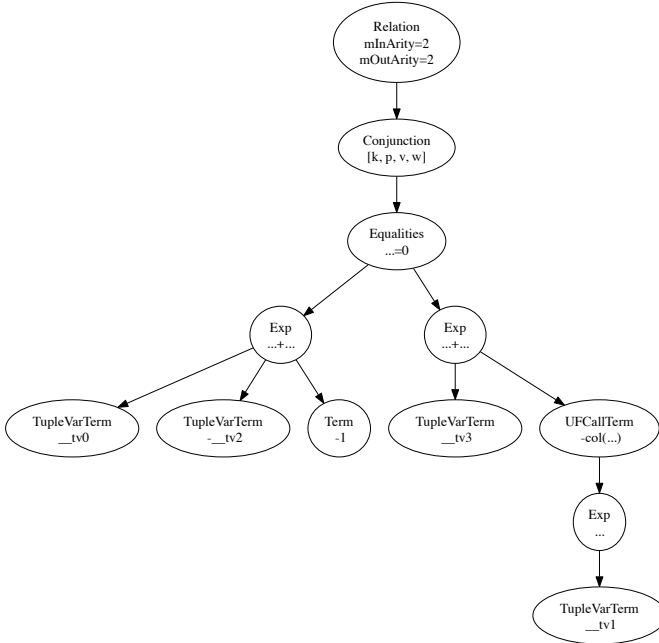 Relation
mInArity=2
mOutArity=2
Conjunction
[k, p, v, w]
Equalities
...=0
Exp
...+...
Exp
...+...
TupleVarTerm
__tv0
TupleVarTerm
-__tv2
Term
-1
TupleVarTerm
__tv3
UFCallTerm
-col(...)
Exp
...
TupleVarTerm
__tv1